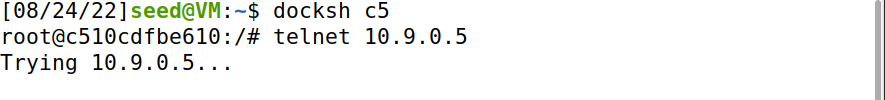 [08/24/22]seed@VM:~$ docksh c5
root@c510cdfbe610:/# telnet 10.9.0.5
Trying 10.9.0.5...